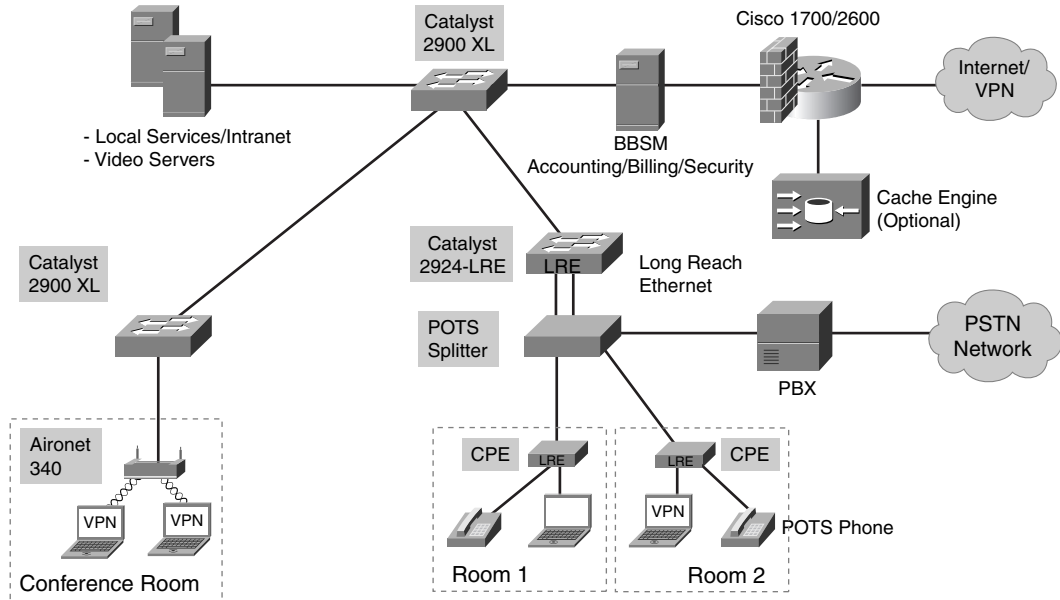 Catalyst
2900 XL
Cisco 1700/2600
Internet/
VPN
- Local Services/Intranet
- Video Servers
BBSM
Accounting/Billing/Security
Cache Engine
(Optional)
Catalyst
2900 XL
Catalyst
2924-LRE
LRE
Long Reach
Ethernet
POTS
Splitter
PBX
PSTN
Network
Aironet
340
VPN
VPN
Conference Room
CPE
LRE
Room 1
LRE
CPE
VPN
POTS Phone
Room 2